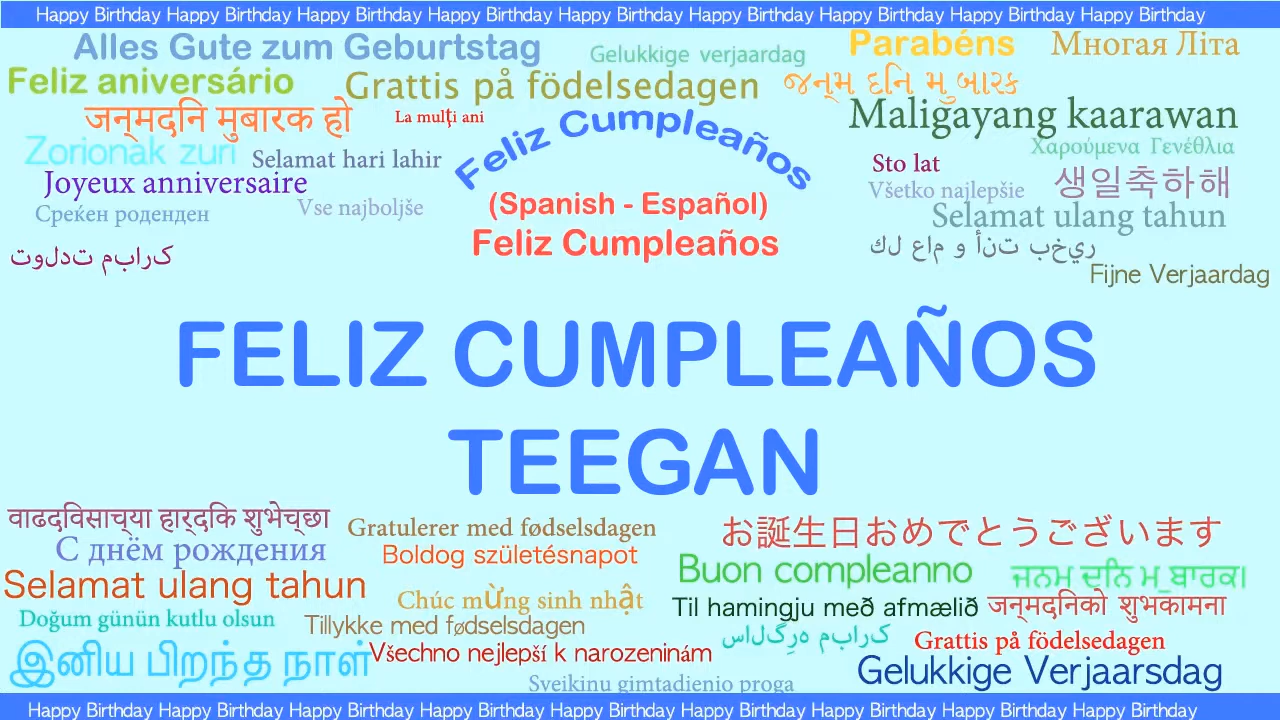 Happy Birthday Happy Birthday Happy Birthday Happy Birthday Happy Birthday Happy Birthday Happy Birthday Happy Birthday Happy Birthday
Alles Gute zum Geburtstag
Gelukkige verjaardag
Parabéns
Многая Літа
Feliz aniversário
Grattis på födelsedagen
જન્મ દિન મુબારક
जन्मदिन मुबारक हो
La mulţi ani
Feliz Cumpleaños
Maligayang kaarawan
Zorionak zuri
Selamat hari lahir
Sto lat
Χαρούμενα Γενέθλια
Joyeux anniversaire
(Spanish - Español)
Všetko najlepšie
생일축하해
Среќен роденден
Vse najboljše
Feliz Cumpleaños
Selamat ulang tahun
تولدت مبارک
كل عام و أنت بخير
Fijne Verjaardag
FELIZ CUMPLEAÑOS
TEEGAN
वाढदिवसाच्या हार्दिक शुभेच्छा
Gratulerer med fødselsdagen
お誕生日おめでとうございます
С днём рождения
Boldog születésnapot
Selamat ulang tahun
Buon compleanno
ਜਨਮ ਦਿਨ ਮੁਬਾਰਕ।
Chúc mừng sinh nhật
Til hamingju með afmælið
जन्मदिनको शुभकामना
Doğum günün kutlu olsun
Tillykke med fødselsdagen
سالگرہ مبارک
Grattis på födelsedagen
இனிய பிறந்த நாள்
Všechno nejlepší k narozeninám
Gelukkige Verjaarsdag
Sveikinu gimtadienio proga
Happy Birthday Happy Birthday Happy Birthday Happy Birthday Happy Birthday Happy Birthday Happy Birthday Happy Birthday Happy Birthday